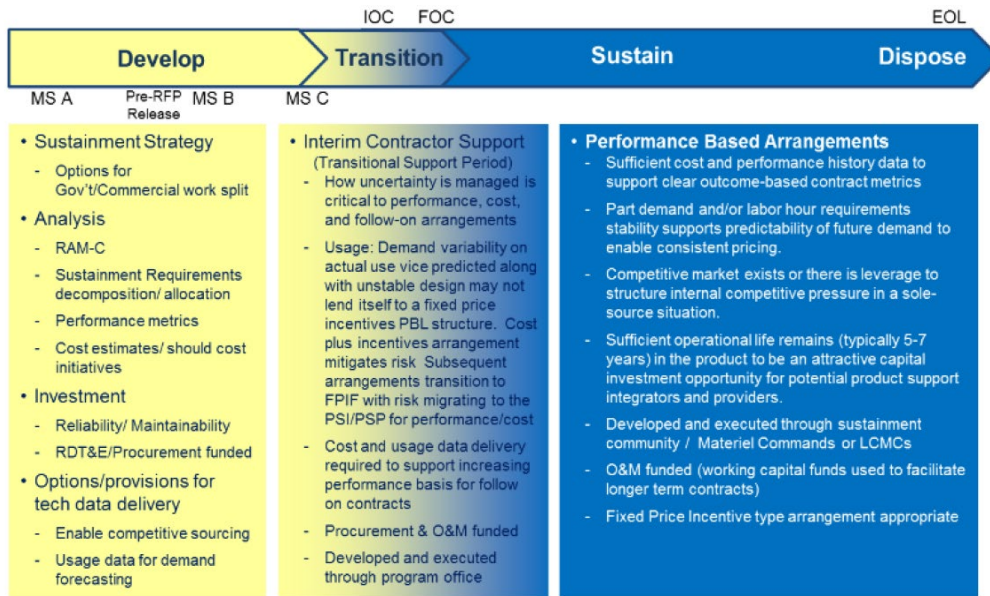 IOC FOC EOL
Develop Transition Sustain Dispose
MS A Pre-RFP MS B MS C
Release
• Sustainment Strategy
- Options for
Gov't/Commercial work split
• Analysis
- RAM-C
- Sustainment Requirements
decomposition/ allocation
- Performance metrics
- Cost estimates/ should cost
initiatives
• Investment
- Reliability/ Maintainability
- RDT&E/Procurement funded
• Options/provisions for
tech data delivery
- Enable competitive sourcing
- Usage data for demand
forecasting
• Interim Contractor Support
(Transitional Support Period)
- How uncertainty is managed is
critical to performance, cost,
and follow-on arrangements
- Usage: Demand variability on
actual use vice predicted along
with unstable design may not
lend itself to a fixed price
incentives PBL structure. Cost
plus incentives arrangement
mitigates risk Subsequent
arrangements transition to
FPIF with risk migrating to the
PSI/PSP for performance/cost
- Cost and usage data delivery
required to support increasing
performance basis for follow
on contracts
- Procurement & O&M funded
- Developed and executed
through program office
• Performance Based Arrangements
- Sufficient cost and performance history data to
support clear outcome-based contract metrics
- Part demand and/or labor hour requirements
stability supports predictability of future demand to
enable consistent pricing.
- Competitive market exists or there is leverage to
structure internal competitive pressure in a sole-
source situation.
- Sufficient operational life remains (typically 5-7
years) in the product to be an attractive capital
investment opportunity for potential product support
integrators and providers.
- Developed and executed through sustainment
community / Materiel Commands or LCMCs
- O&M funded (working capital funds used to facilitate
longer term contracts)
- Fixed Price Incentive type arrangement appropriate